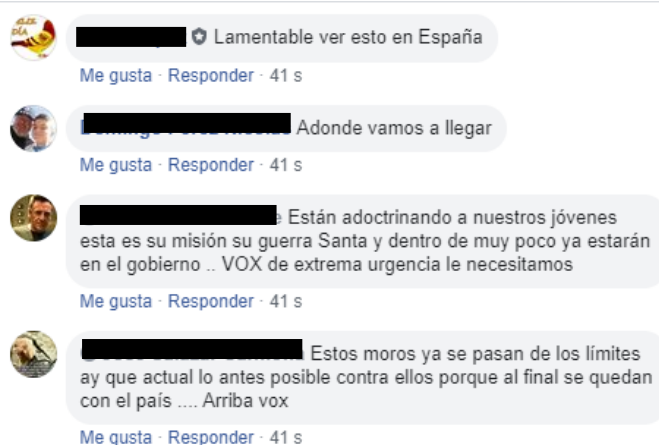 Lamentable ver esto en España
Me gusta · Responder · 41 s
Adonde vamos a llegar
Me gusta · Responder · 41 s
Están adoctrinando a nuestros jóvenes
esta es su misión su guerra Santa y dentro de muy poco ya estarán
en el gobierno .. VOX de extrema urgencia le necesitamos
Me gusta · Responder · 41 s
Estos moros ya se pasan de los límites
ay que actual lo antes posible contra ellos porque al final se quedan
con el país .... Arriba vox
Me gusta · Responder · 41 s